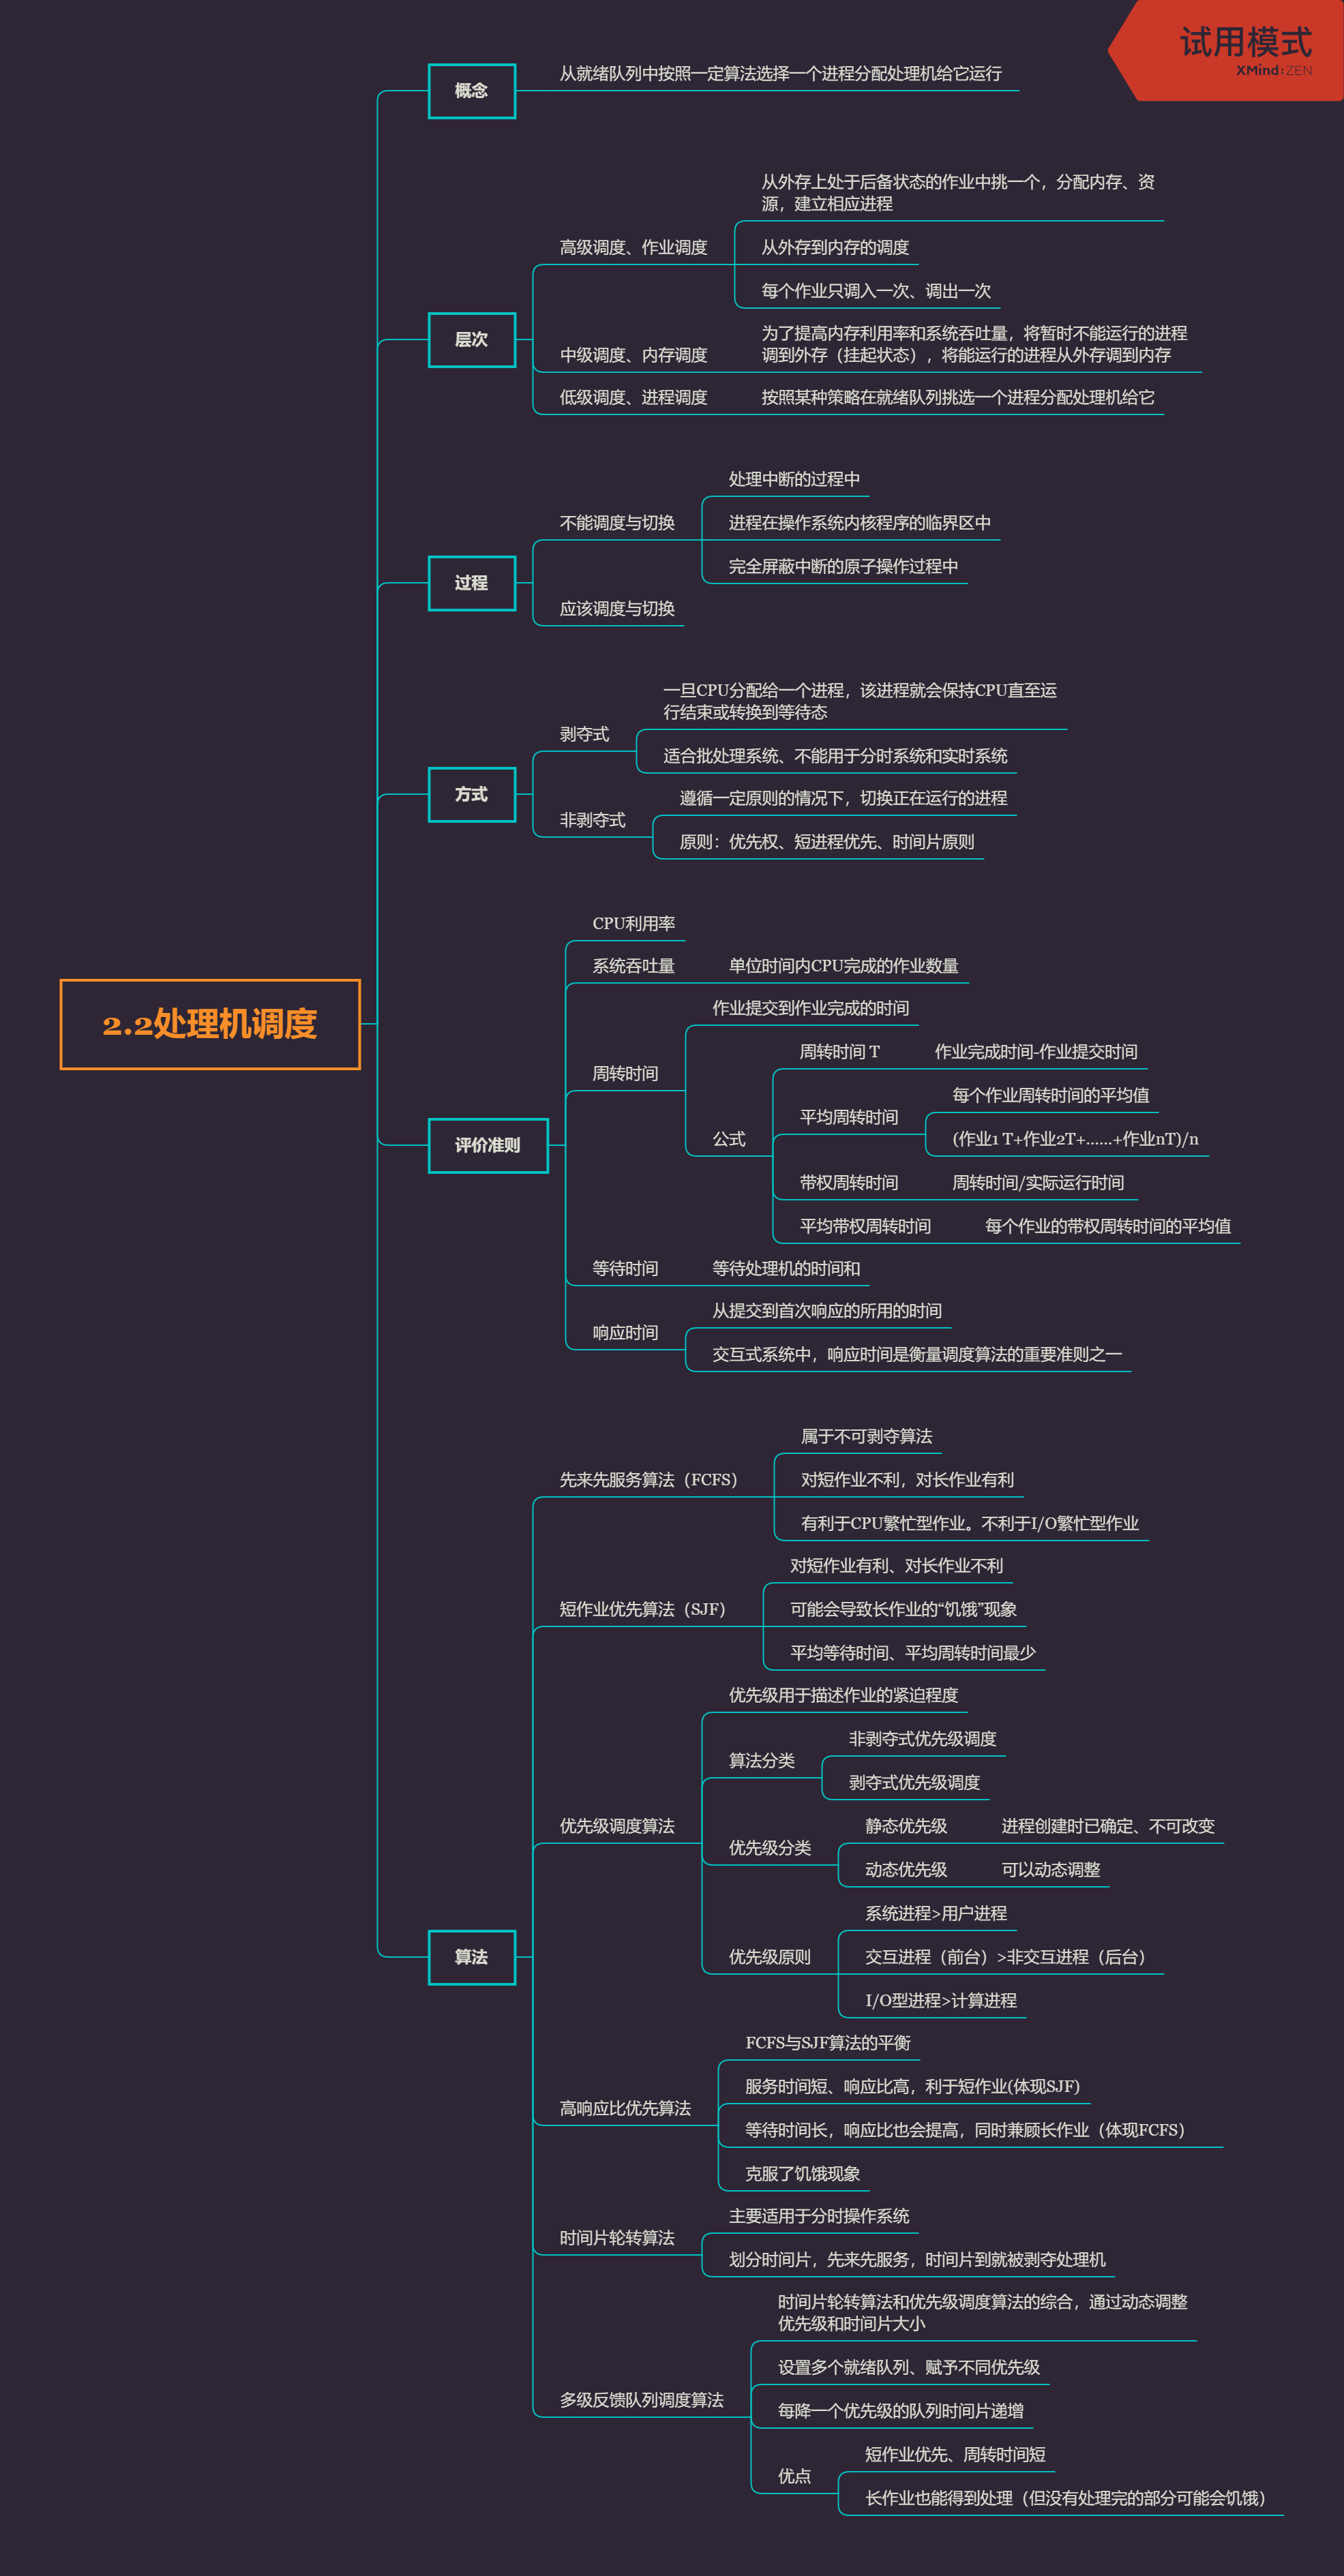 试用模式
XMind:ZEN
概念
从就绪队列中按照一定算法选择一个进程分配处理机给它运行
层次
高级调度、作业调度
从外存上处于后备状态的作业中挑一个，分配内存、资
源，建立相应进程
从外存到内存的调度
每个作业只调入一次、调出一次
中级调度、内存调度
为了提高内存利用率和系统吞吐量，将暂时不能运行的进程
调到外存（挂起状态），将能运行的进程从外存调到内存
低级调度、进程调度
按照某种策略在就绪队列挑选一个进程分配处理机给它
过程
不能调度与切换
处理中断的过程中
进程在操作系统内核程序的临界区中
完全屏蔽中断的原子操作过程中
应该调度与切换
方式
剥夺式
一旦CPU分配给一个进程，该进程就会保持CPU直至运
行结束或转换到等待态
适合批处理系统、不能用于分时系统和实时系统
非剥夺式
遵循一定原则的情况下，切换正在运行的进程
原则：优先权、短进程优先、时间片原则
2.2处理机调度
评价准则
CPU利用率
系统吞吐量
单位时间内CPU完成的作业数量
周转时间
作业提交到作业完成的时间
公式
周转时间 T
作业完成时间-作业提交时间
平均周转时间
每个作业周转时间的平均值
(作业1 T+作业2T+......+作业nT)/n
带权周转时间
周转时间/实际运行时间
平均带权周转时间
每个作业的带权周转时间的平均值
等待时间
等待处理机的时间和
响应时间
从提交到首次响应的所用的时间
交互式系统中，响应时间是衡量调度算法的重要准则之一
算法
先来先服务算法（FCFS）
属于不可剥夺算法
对短作业不利，对长作业有利
有利于CPU繁忙型作业。不利于I/O繁忙型作业
短作业优先算法（SJF）
对短作业有利、对长作业不利
可能会导致长作业的“饥饿”现象
平均等待时间、平均周转时间最少
优先级调度算法
优先级用于描述作业的紧迫程度
算法分类
非剥夺式优先级调度
剥夺式优先级调度
优先级分类
静态优先级
进程创建时已确定、不可改变
动态优先级
可以动态调整
优先级原则
系统进程>用户进程
交互进程（前台）>非交互进程（后台）
I/O型进程>计算进程
高响应比优先算法
FCFS与SJF算法的平衡
服务时间短、响应比高，利于短作业(体现SJF)
等待时间长，响应比也会提高，同时兼顾长作业（体现FCFS）
克服了饥饿现象
时间片轮转算法
主要适用于分时操作系统
划分时间片，先来先服务，时间片到就被剥夺处理机
多级反馈队列调度算法
时间片轮转算法和优先级调度算法的综合，通过动态调整
优先级和时间片大小
设置多个就绪队列、赋予不同优先级
每降一个优先级的队列时间片递增
优点
短作业优先、周转时间短
长作业也能得到处理（但没有处理完的部分可能会饥饿）